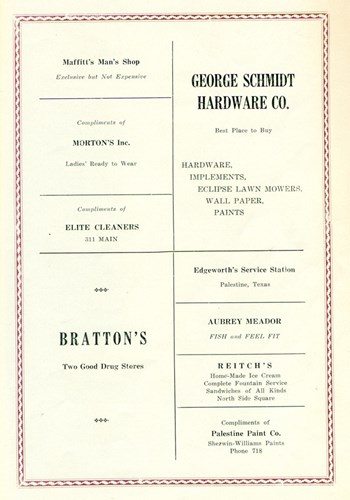 Maffitt's Man's Shop
Exclusive but Not Expensive
Compliments of
MORTON'S Inc.
Ladies' Ready to Wear
Compliments of
ELITE CLEANERS
311 MAIN
BRATTON'S
Two Good Drug Stores
GEORGE SCHMIDT
HARDWARE CO.
Best Place to Buy
HARDWARE,
IMPLEMENTS,
ECLIPSE LAWN MOWERS,
WALL PAPER,
PAINTS
Edgeworth's Service Station
Palestine, Texas
AUBREY MEADOR
FISH and FEEL FIT
REITCH'S
Home-Made Ice Cream
Complete Fountain Service
Sandwiches of All Kinds
North Side Square
Compliments of
Palestine Paint Co.
Sherwin-Williams Paints
Phone 718